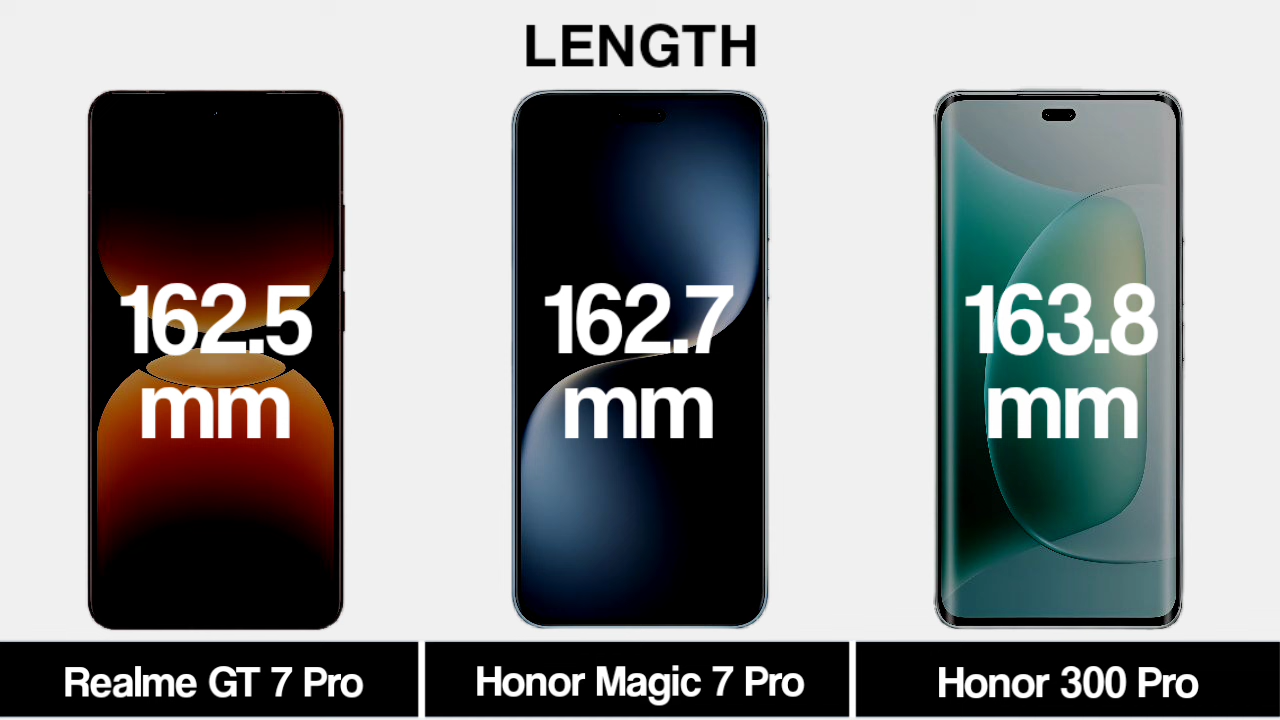 LENGTH
162.5
mm
162.7
mm
163.8
mm
Realme GT 7 Pro
Honor Magic 7 Pro
Honor 300 Pro